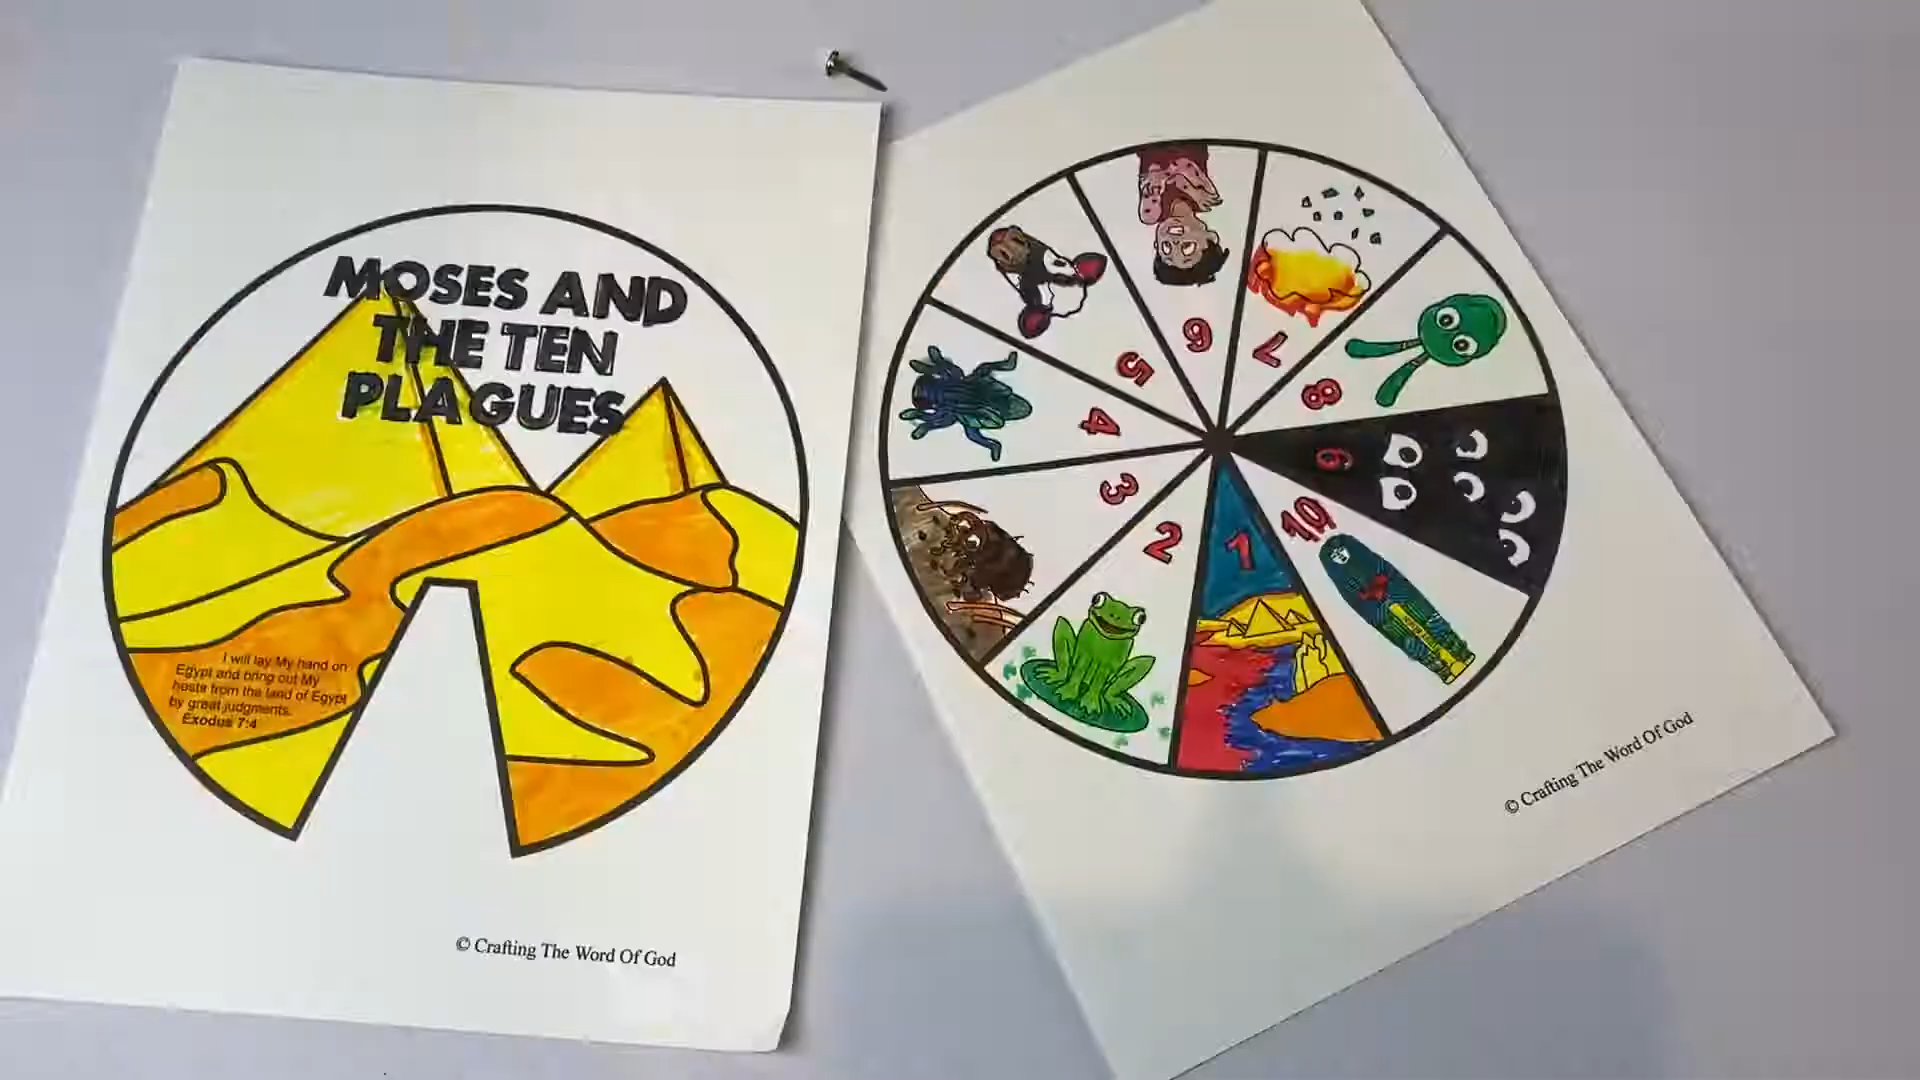 MOSES AND
THE TEN
PLAGUES
I will lay My hand on
Egypt and bring out My
hosts from the land of Egypt
by great judgments.
Exodus 7:4
© Crafting The Word Of God
1
2
3
4
5
6
7
8
9
10
© Crafting The Word Of God